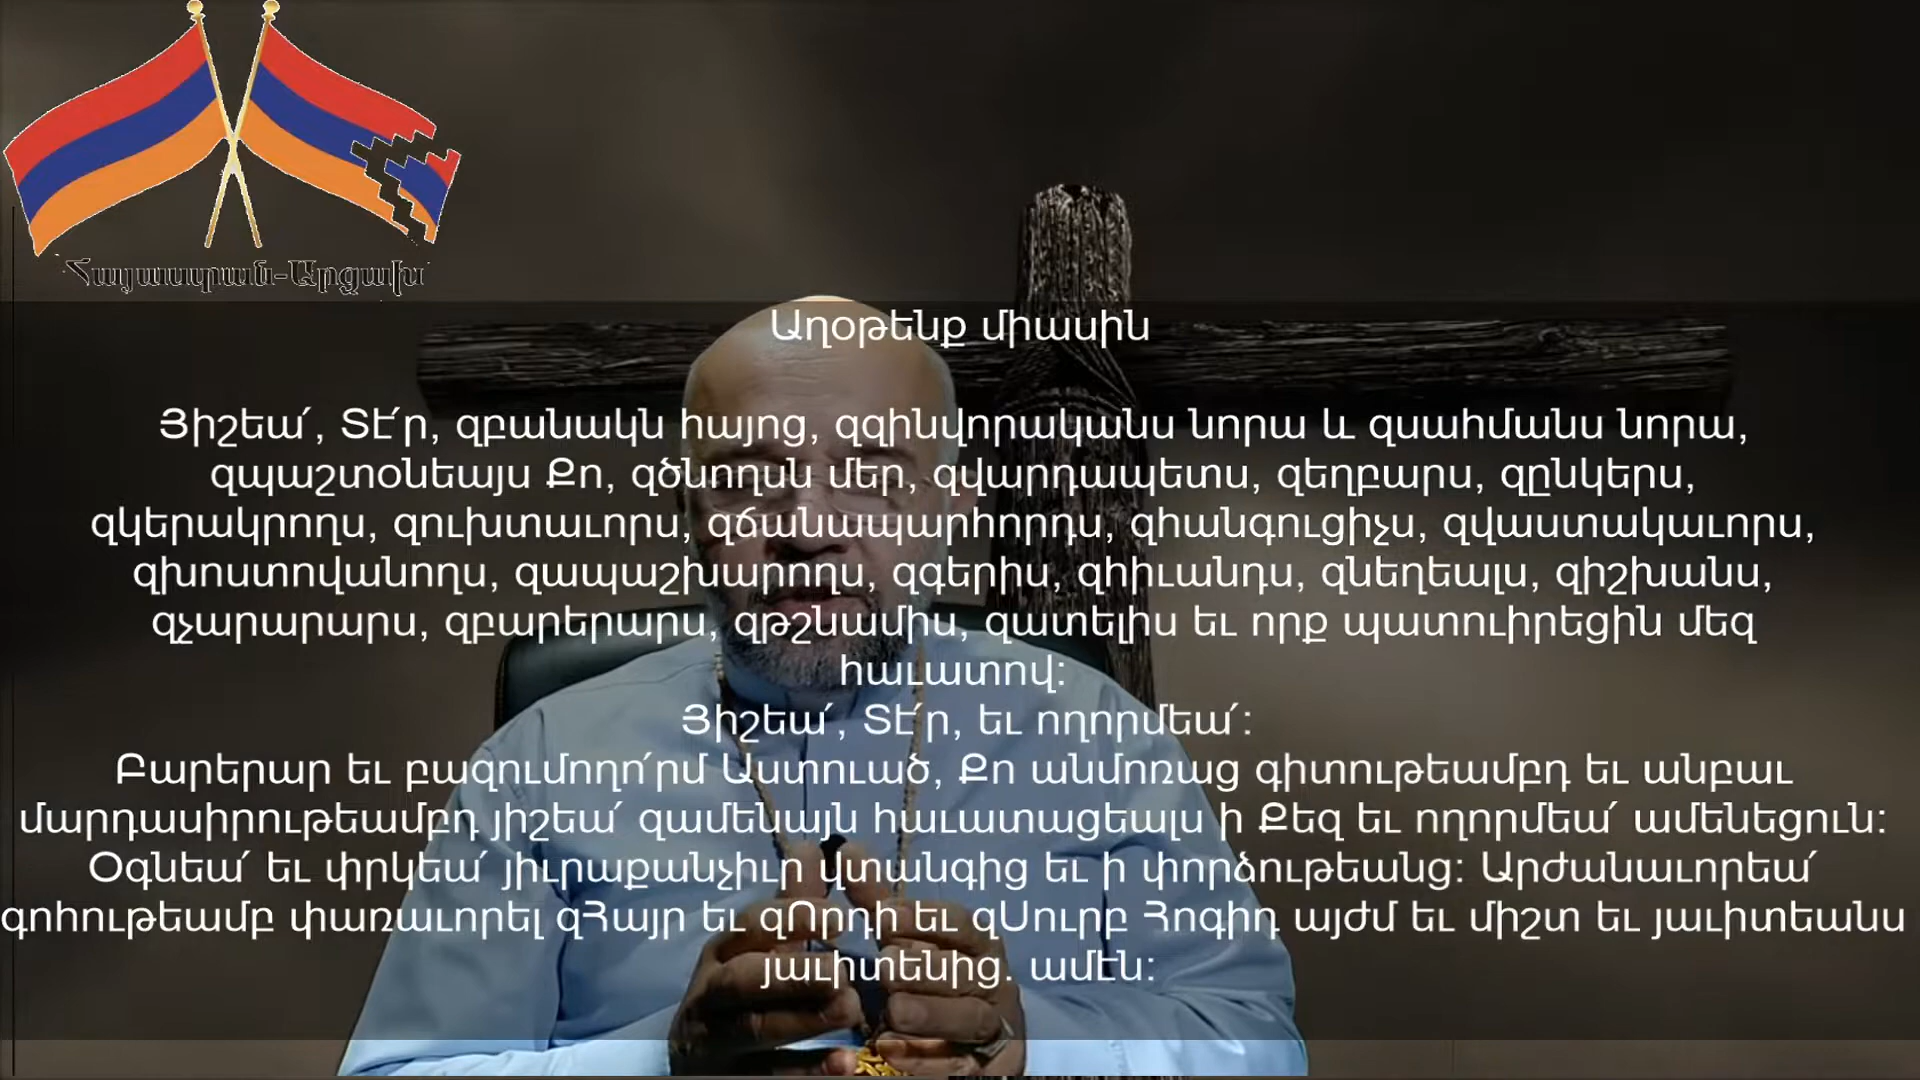 Հայաստան-Արցախ
Աղօթենք միասին
Յիշեա՛, Տէ՛ր, զբանակն հայոց, զզինվորականս նորա և զսահմանս նորա,
զպաշտօնեայս Քո, զծնողսն մեր, զվարդապետս, զեղբարս, զընկերս,
զկերակրողս, զուխտաւորս, զճանապարհորդս, զհանգուցիչս, զվաստակաւորս,
զխոստովանողս, զապաշխարողս, զգերիս, զհիւանդս, զնեղեալս, զիշխանս,
զչարարարս, զբարերարս, զթշնամիս, զատելիս եւ որք պատուիրեցին մեզ
հաւատով:
Յիշեա՛, Տէ՛ր, եւ ողորմեա՛:
Բարերար եւ բազումողո՛րմ Աստուած, Քո անմոռաց գիտութեամբդ եւ անբաւ
մարդասիրութեամբդ յիշեա՛ զամենայն հաւատացեալս ի Քեզ եւ ողորմեա՛ ամենեցուն:
Օգնեա՛ եւ փրկեա՛ յիւրաքանչիւր վտանգից եւ ի փորձութեանց: Արժանաւորեա՛
գոհութեամբ փառաւորել զՀայր եւ զՈրդի եւ զՍուրբ Հոգիդ այժմ եւ միշտ եւ յաւիտեանս
յաւիտենից. ամէն: